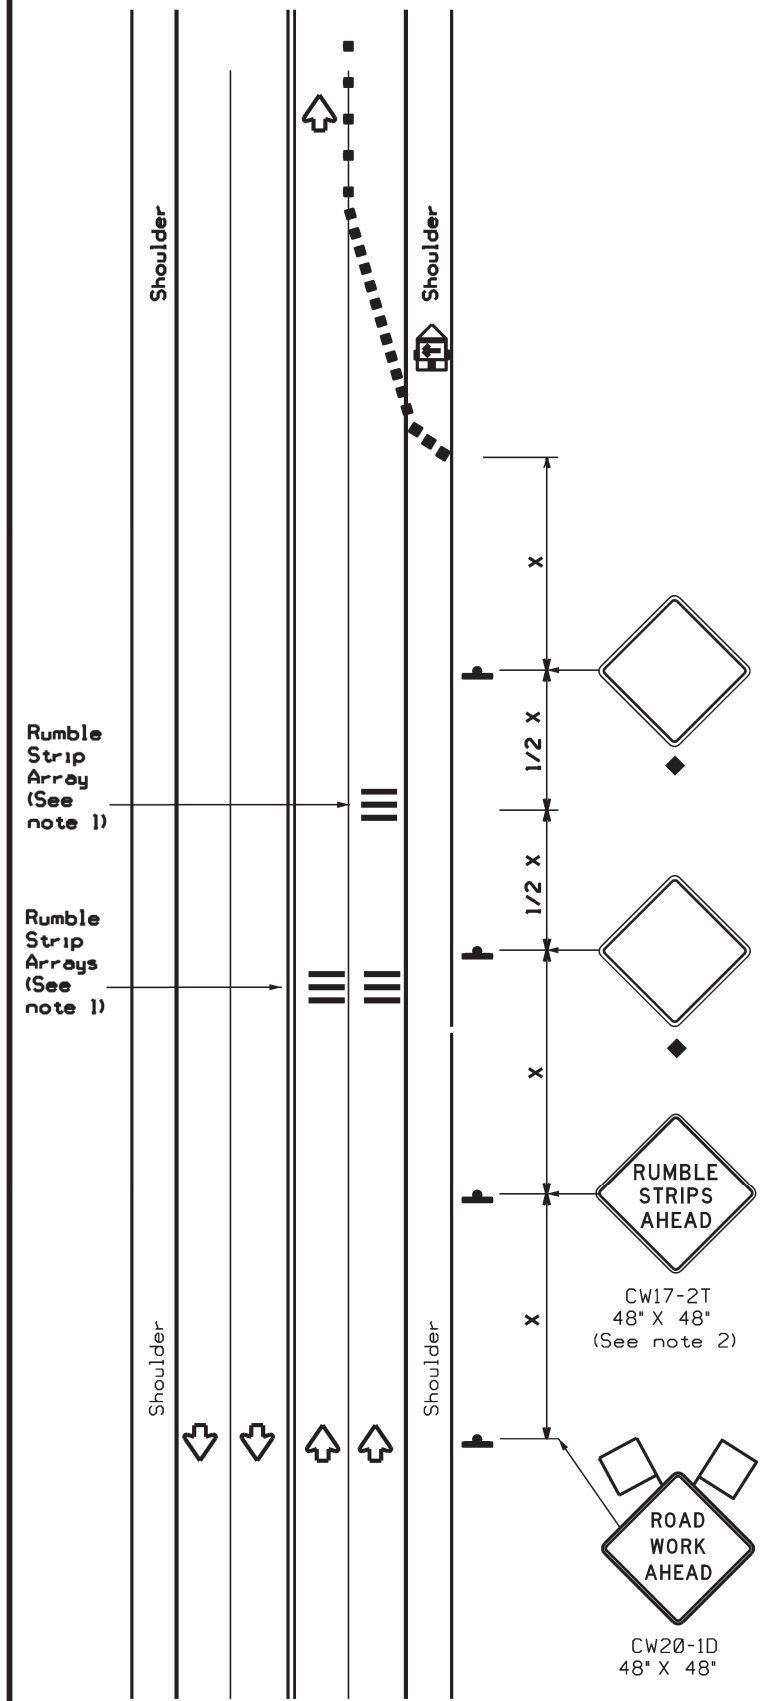 Shoulder
Shoulder
X
1/2 X
Rumble
Strip
Array
(See
note 1)
1/2 X
Rumble
Strip
Arrays
(See
note 1)
X
RUMBLE
STRIPS
AHEAD
CW17-2T
48" X 48"
(See note 2)
X
Shoulder
Shoulder
ROAD
WORK
AHEAD
CW20-1D
48" X 48"